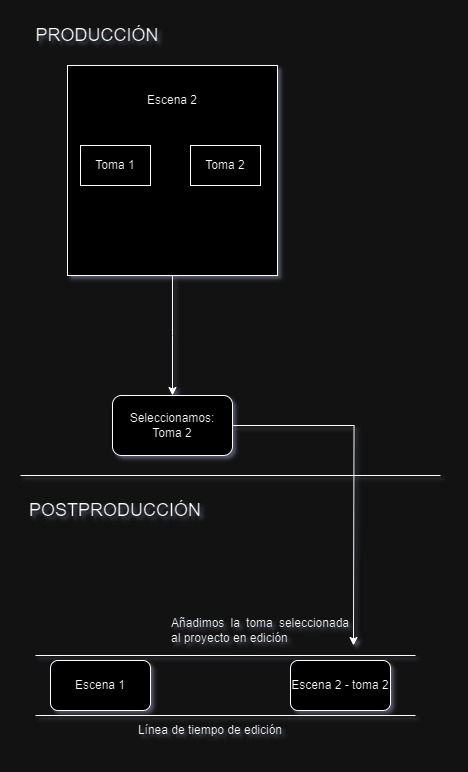 PRODUCCIÓN
Escena 2
Toma 1
Toma 2
Seleccionamos:
Toma 2
POSTPRODUCCIÓN
Añadimos la toma seleccionada
al proyecto en edición
Escena 1
Escena 2 - toma 2
Línea de tiempo de edición